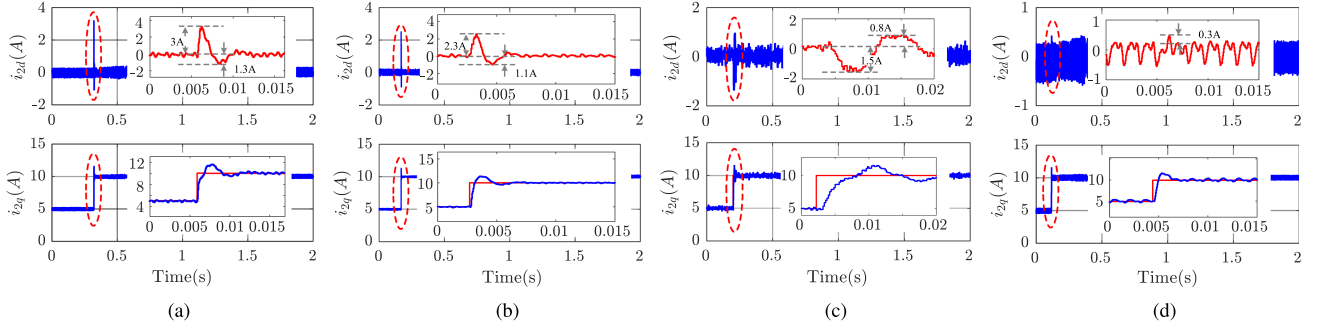 4 2 0 -2
i2d(A)
4 2 0 -2
3A
1.3A
0 0.005 0.01 0.015
0 0.5 1 1.5 2
15 10 5 0
i2q(A)
12 8 4
0 0.005 0.01 0.015
0 0.5 1 1.5 2
Time(s)
(a)
4 2 0 -2
i2d(A)
4 2 0 -2
2.3A
1.1A
0 0.005 0.01 0.015
0 0.5 1 1.5 2
15 10 5 0
i2q(A)
15 10 5
0 0.005 0.01 0.015
0 0.5 1 1.5 2
Time(s)
(b)
2 0 -2
i2d(A)
2 0 -2
0.8A
1.5A
0 0.01 0.02
0 0.5 1 1.5 2
15 10 5 0
i2q(A)
10 5
0 0.01 0.02
0 0.5 1 1.5 2
Time(s)
(c)
1 0 -1
i2d(A)
1 0 -1
0.3A
0 0.005 0.01 0.015
0 0.5 1 1.5 2
15 10 5 0
i2q(A)
10 5
0 0.005 0.01 0.015
0 0.5 1 1.5 2
Time(s)
(d)